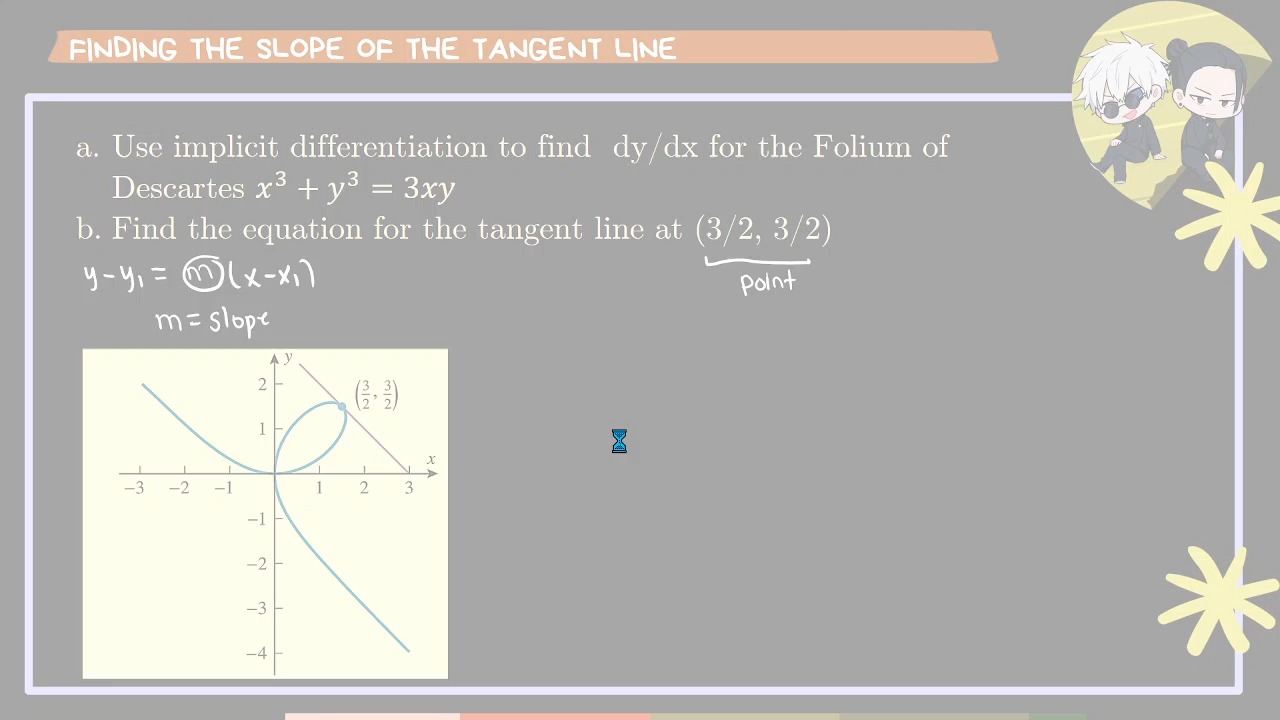 FINDING THE SLOPE OF THE TANGENT LINE
a. Use implicit differentiation to find dy/dx for the Folium of
Descartes x³ + y³ = 3xy
b. Find the equation for the tangent line at (3/2, 3/2)
y-y₁ = m(x-x₁)
point
m = slope
y
2
(3/2, 3/2)
1
x
-3 -2 -1 1 2 3
-1
-2
-3
-4